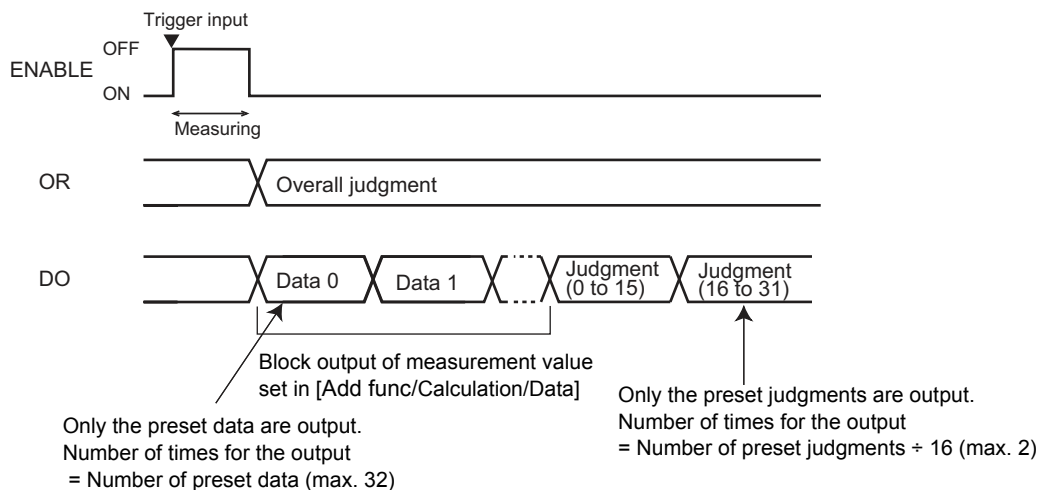 Trigger input
OFF
ENABLE
ON
Measuring
OR
Overall judgment
DO
Data 0
Data 1
Judgment
(0 to 15)
Judgment
(16 to 31)
Block output of measurement value
set in [Add func/Calculation/Data]
Only the preset data are output.
Number of times for the output
= Number of preset data (max. 32)
Only the preset judgments are output.
Number of times for the output
= Number of preset judgments ÷ 16 (max. 2)